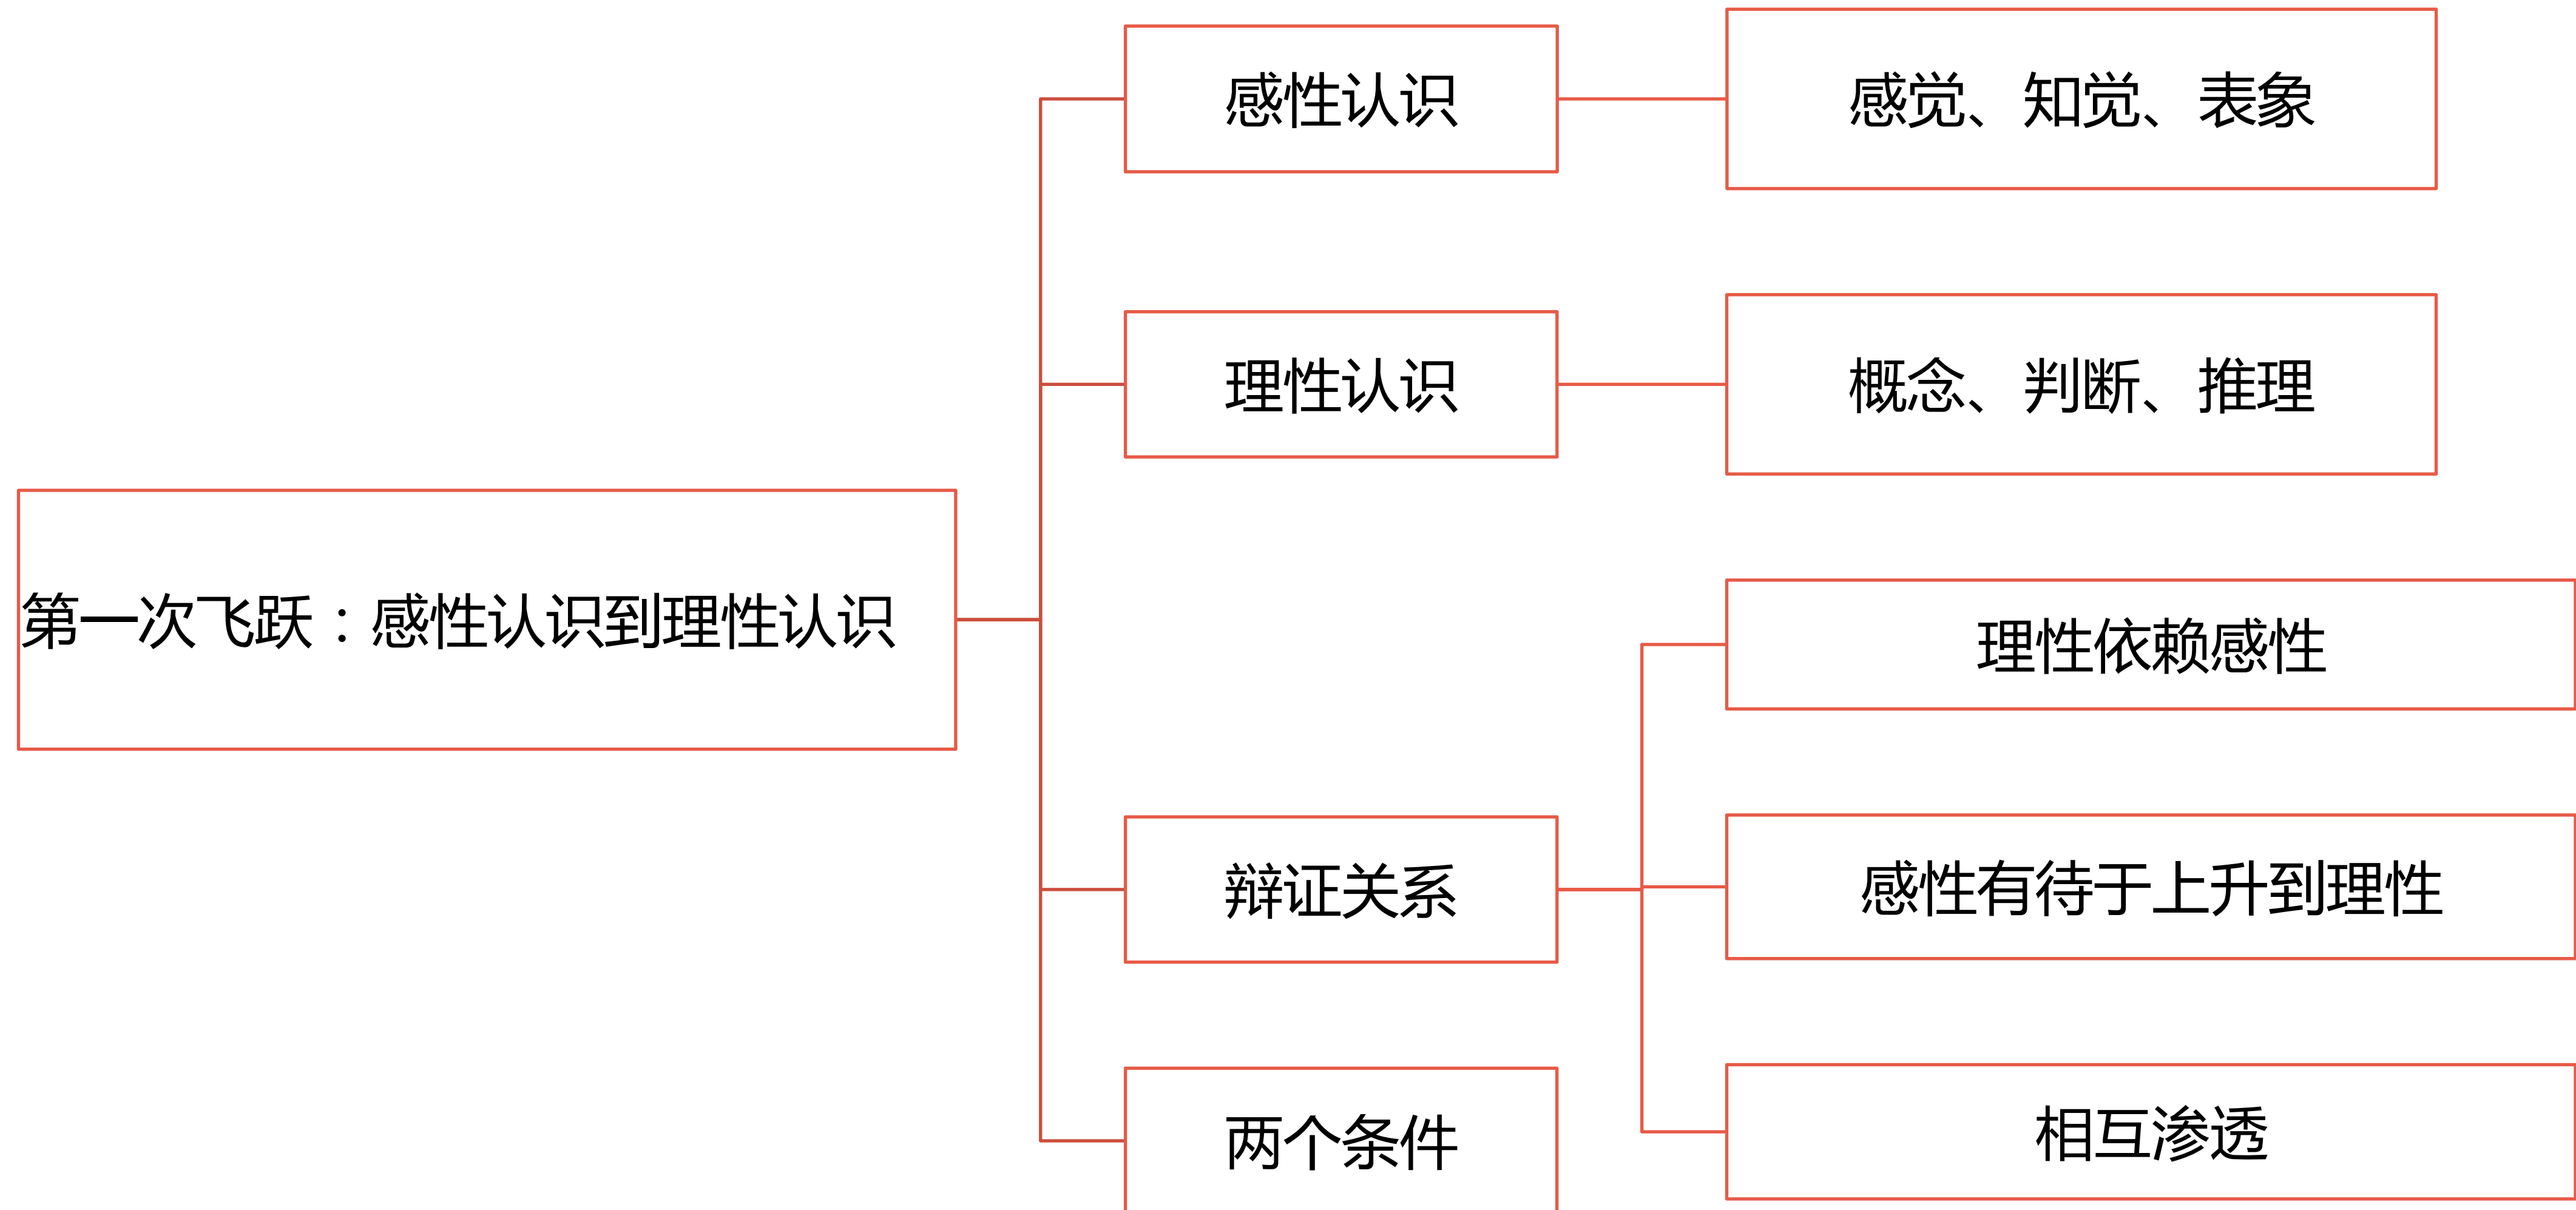 第一次飞跃：感性认识到理性认识
感性认识
感觉、知觉、表象
理性认识
概念、判断、推理
辩证关系
理性依赖感性
感性有待于上升到理性
相互渗透
两个条件